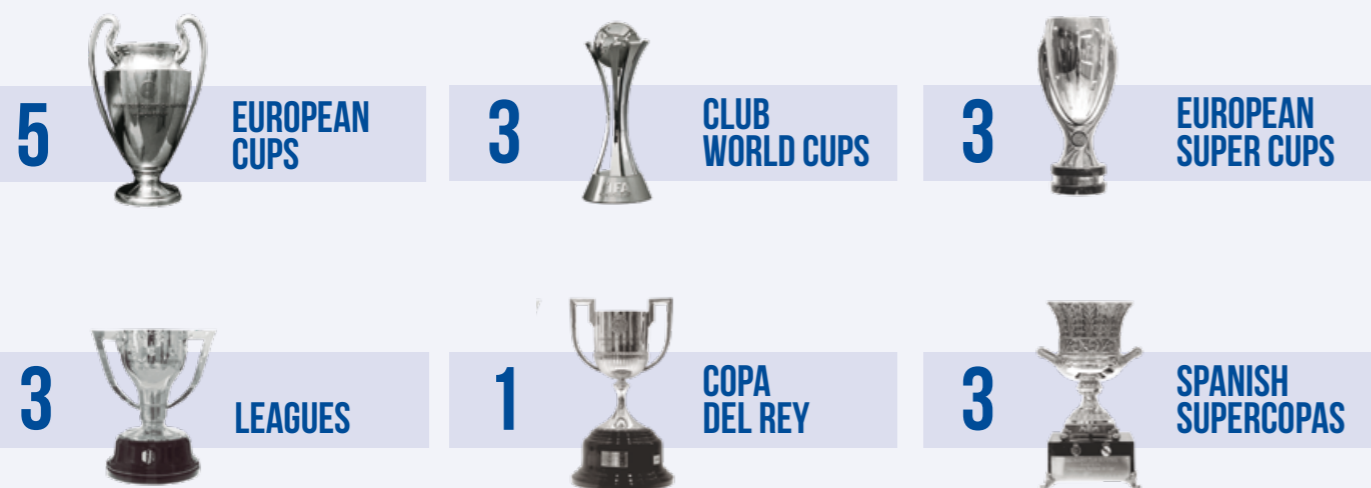 5
EUROPEAN
CUPS
3
CLUB
WORLD CUPS
FIFA
3
EUROPEAN
SUPER CUPS
3
LEAGUES
1
COPA
DEL REY
3
SPANISH
SUPERCOPAS